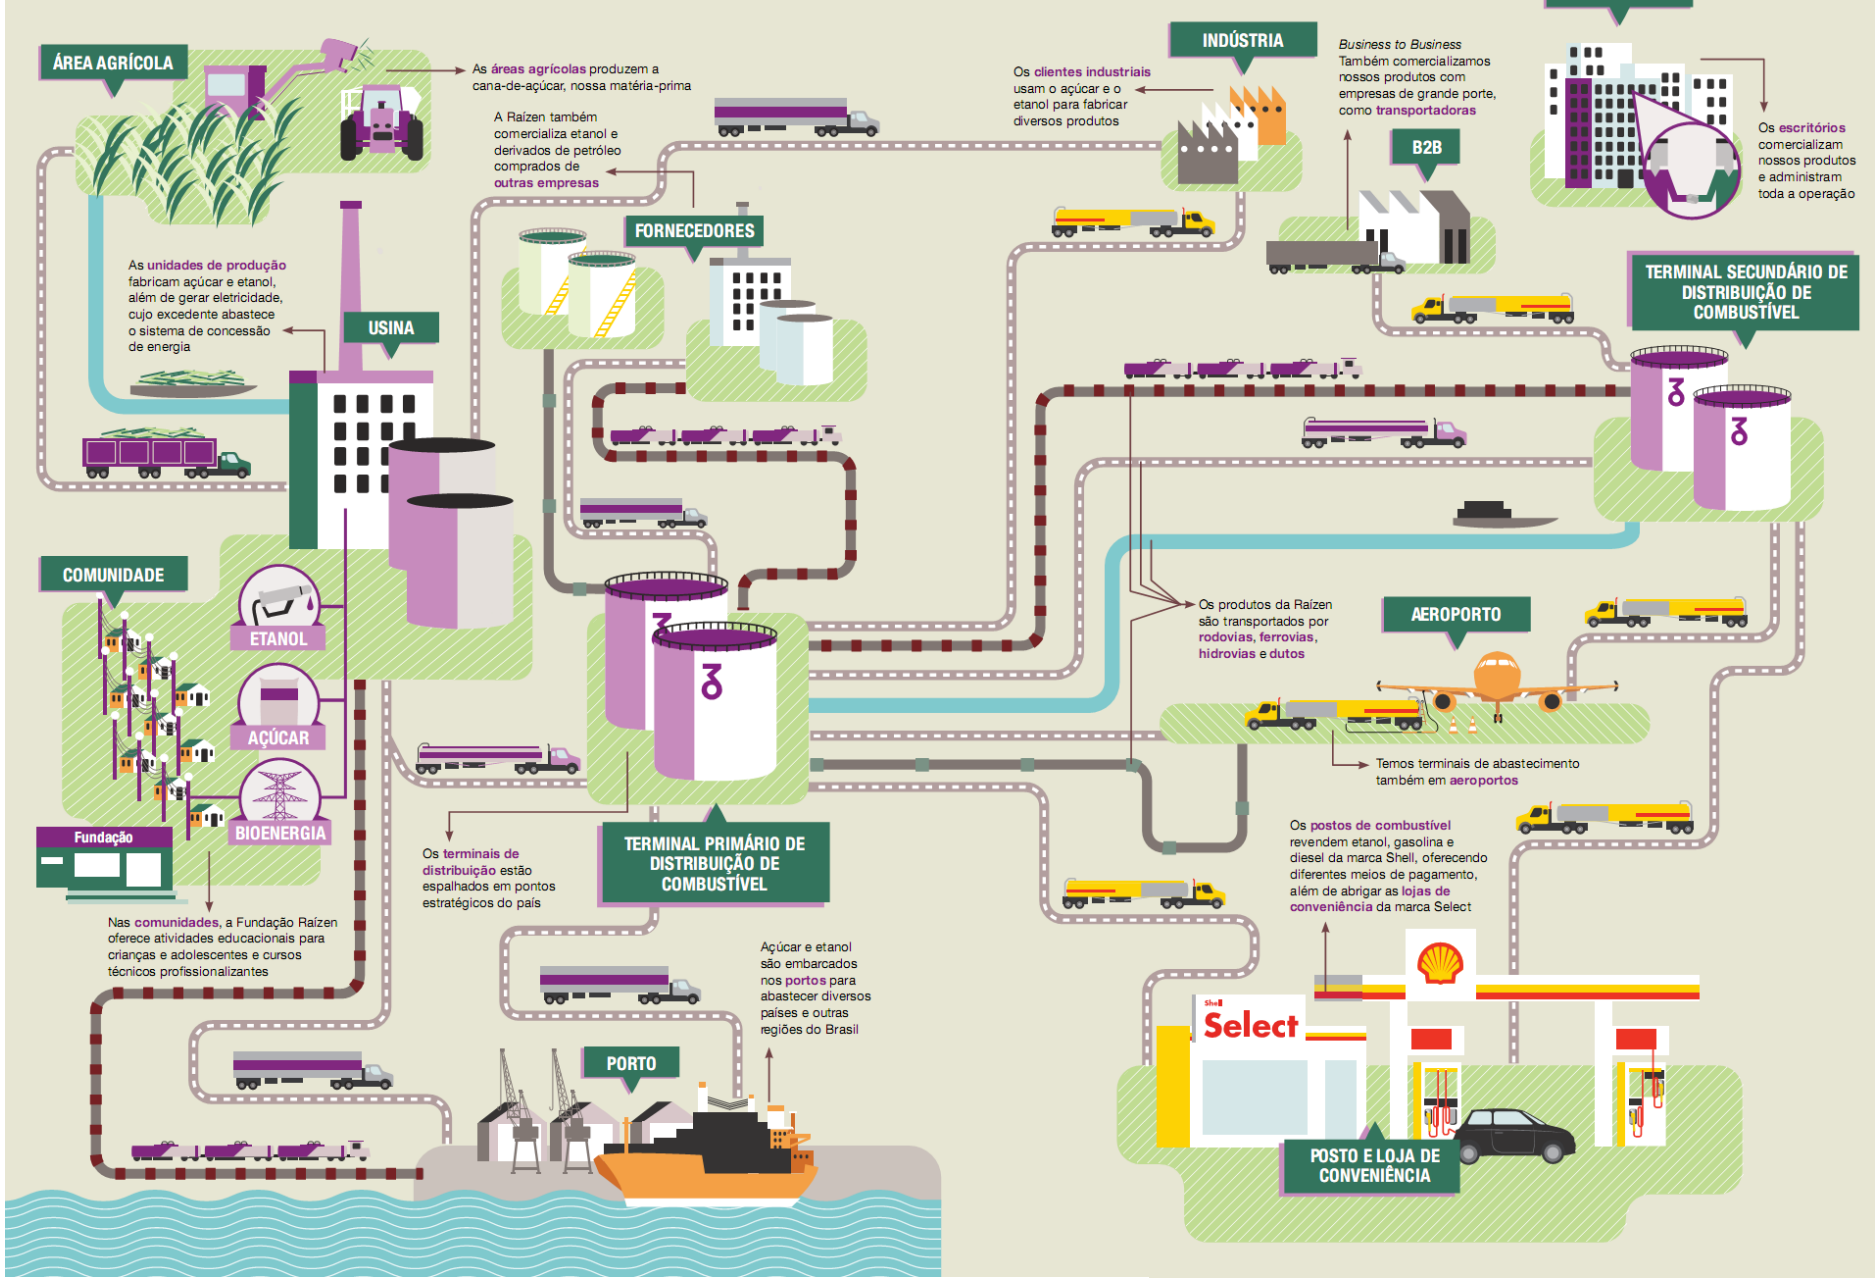 ÁREA AGRÍCOLA
As áreas agrícolas produzem a
cana-de-açúcar, nossa matéria-prima
A Raízen também
comercializa etanol e
derivados de petróleo
comprados de
outras empresas
FORNECEDORES
Os clientes industriais
usam o açúcar e o
etanol para fabricar
diversos produtos
INDÚSTRIA
Business to Business
Também comercializamos
nossos produtos com
empresas de grande porte,
como transportadoras
B2B
Os escritórios
comercializam
nossos produtos
e administram
toda a operação
As unidades de produção
fabricam açúcar e etanol,
além de gerar eletricidade,
cujo excedente abastece
o sistema de concessão
de energia
USINA
TERMINAL SECUNDÁRIO DE
DISTRIBUIÇÃO DE
COMBUSTÍVEL
COMUNIDADE
ETANOL
AÇÚCAR
BIOENERGIA
Fundação
Nas comunidades, a Fundação Raízen
oferece atividades educacionais para
crianças e adolescentes e cursos
técnicos profissionalizantes
Os terminais de
distribuição estão
espalhados em pontos
estratégicos do país
TERMINAL PRIMÁRIO DE
DISTRIBUIÇÃO DE
COMBUSTÍVEL
Os produtos da Raízen
são transportados por
rodovias, ferrovias,
hidrovias e dutos
AEROPORTO
Temos terminais de abastecimento
também em aeroportos
Os postos de combustível
revendem etanol, gasolina e
diesel da marca Shell, oferecendo
diferentes meios de pagamento,
além de abrigar as lojas de
conveniência da marca Select
Açúcar e etanol
são embarcados
nos portos para
abastecer diversos
países e outras
regiões do Brasil
PORTO
Shell
Select
POSTO E LOJA DE
CONVENIÊNCIA